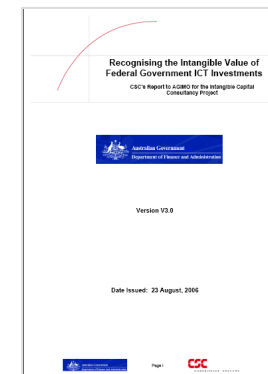 Recognising the Intangible Value of
Federal Government ICT Investments
CSC's Report to AGIMO for the Intangible Capital
Consultancy Project
Australian Government
Department of Finance and Administration
Version V3.0
Date Issued: 23 August, 2006
Page i
CSC